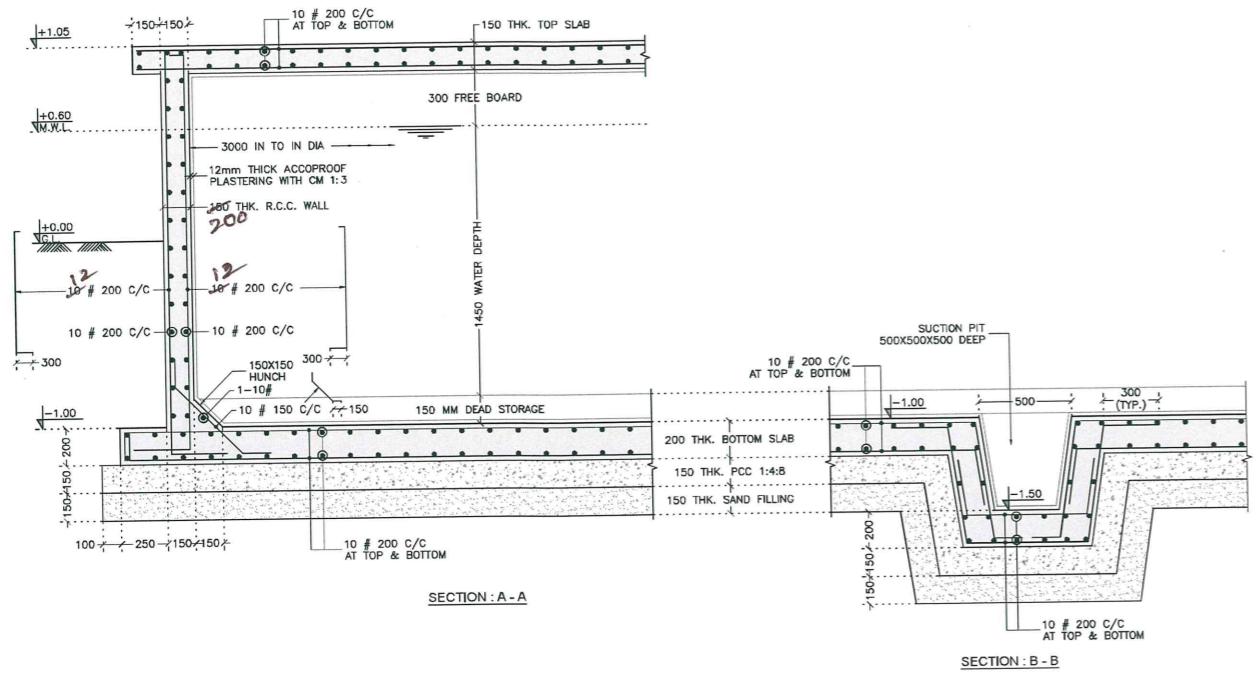 10 # 200 C/C
AT TOP & BOTTOM
150 150
150 THK. TOP SLAB
+1.05
300 FREE BOARD
+0.60
M.W.L
3000 IN TO IN DIA
12mm THICK ACCOPROOF
PLASTERING WITH CM 1:3
150 THK. R.C.C. WALL
200
+0.00
G.L
12
12
10 # 200 C/C
10 # 200 C/C
1450 WATER DEPTH
10 # 200 C/C
10 # 200 C/C
300
300
150X150
HUNCH
1-10#
10 # 150 C/C
150
150 MM DEAD STORAGE
-1.00
200
150
150
200 THK. BOTTOM SLAB
150 THK. PCC 1:4:8
150 THK. SAND FILLING
100 250 150 150
10 # 200 C/C
AT TOP & BOTTOM
SECTION : A - A
SUCTION PIT
500X500X500 DEEP
10 # 200 C/C
AT TOP & BOTTOM
-1.00
500
300
(TYP.)
-1.50
200
150
150
10 # 200 C/C
AT TOP & BOTTOM
SECTION : B - B